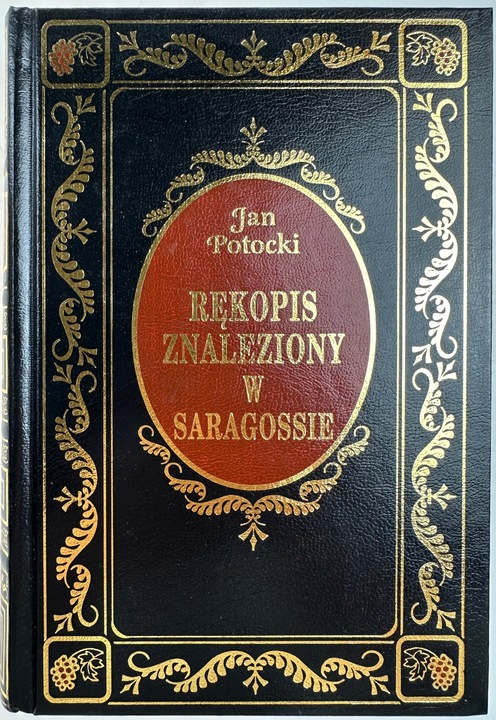 Jan
Potocki
RĘKOPIS
ZNALEZIONY
W
SARAGOSSIE